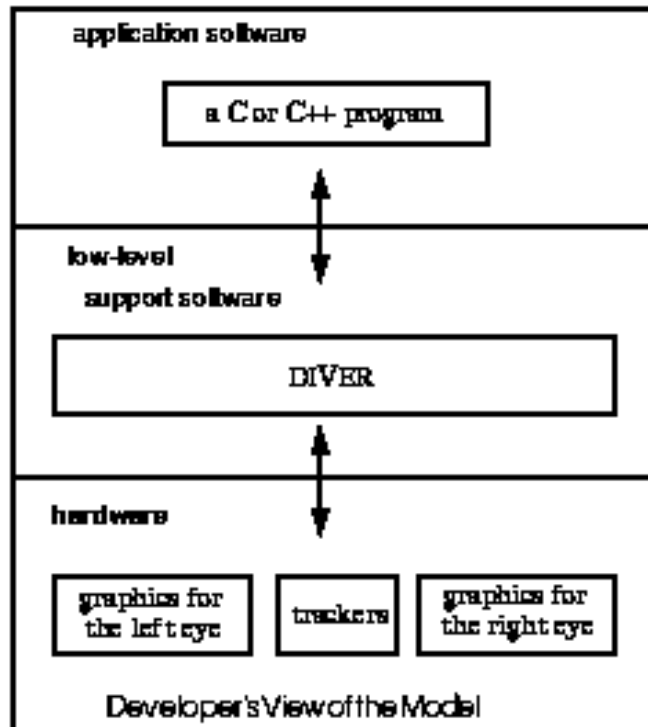 application software
a C or C++ program
low-level
support software
DIVER
hardware
graphics for
the left eye
trackers
graphics for
the right eye
Developer's View of the Model